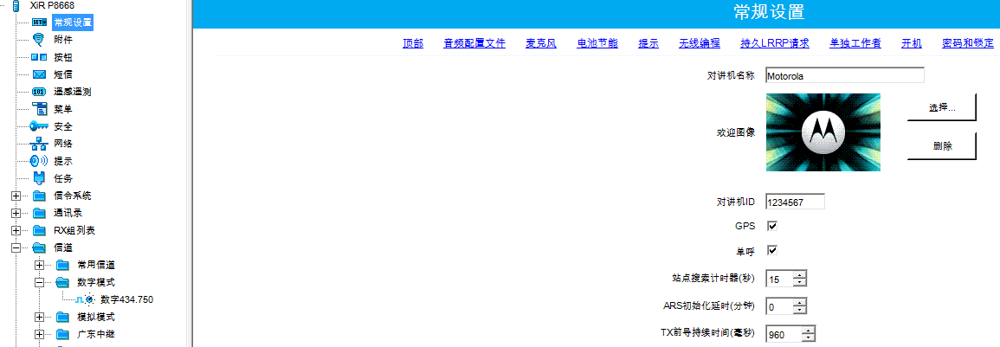 XiR P8668
常规设置
附件
按钮
短信
遥感遥测
菜单
安全
网络
提示
任务
信令系统
通讯录
RX组列表
信道
常用信道
数字模式
数字434.750
模拟模式
广东中继
常规设置
顶部 音频配置文件 麦克风 电池节能 提示 无线编程 持久LRRP请求 单独工作者 开机 密码和锁定
对讲机名称 Motorola
欢迎图像
选择...
删除
对讲机ID 1234567
GPS
单呼
站点搜索计时器(秒) 15
ARS初始化延时(分钟) 0
TX前导持续时间(毫秒) 960